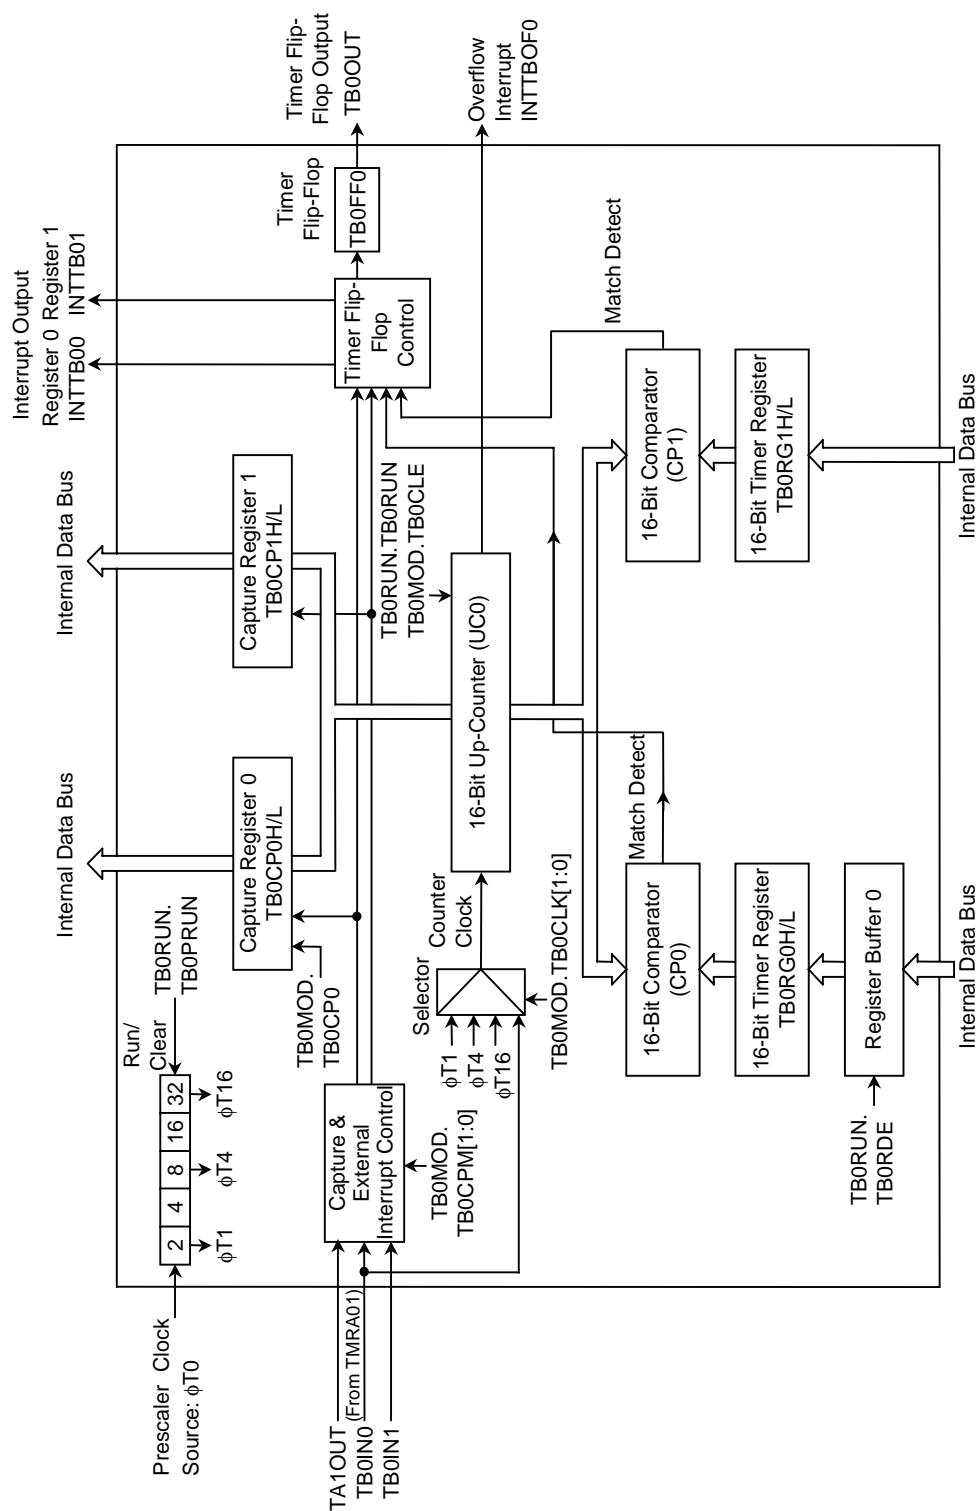 Prescaler Clock
Source: ϕT0
2 4 8 16 32
ϕT1
ϕT4
ϕT16
Run/
Clear
TB0RUN.
TB0PRUN
Internal Data Bus
Internal Data Bus
Interrupt Output
Register 0 Register 1
INTTB00 INTTB01
TA1OUT
(From TMRA01)
TB0IN0
TB0IN1
Capture &
External
Interrupt Control
TB0MOD.
TB0CPM[1:0]
TB0MOD.
TB0CP0
Capture Register 0
TB0CP0H/L
Capture Register 1
TB0CP1H/L
Timer Flip-
Flop
Control
Timer
Flip-Flop
TB0FF0
Timer Flip-
Flop Output
TB0OUT
Selector
ϕT1
ϕT4
ϕT16
Counter
Clock
TB0MOD.TB0CLK[1:0]
TB0RUN.TB0RUN
TB0MOD.TB0CLE
16-Bit Up-Counter (UC0)
Overflow
Interrupt
INTTBOF0
Match Detect
Match Detect
16-Bit Comparator
(CP0)
16-Bit Comparator
(CP1)
16-Bit Timer Register
TB0RG0H/L
16-Bit Timer Register
TB0RG1H/L
Register Buffer 0
TB0RUN.
TB0RDE
Internal Data Bus
Internal Data Bus